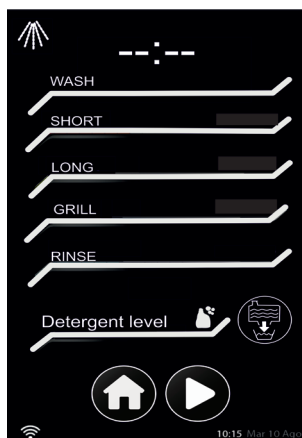 --:--
WASH
SHORT
LONG
GRILL
RINSE
Detergent level
10:15 Mar 10 Ago